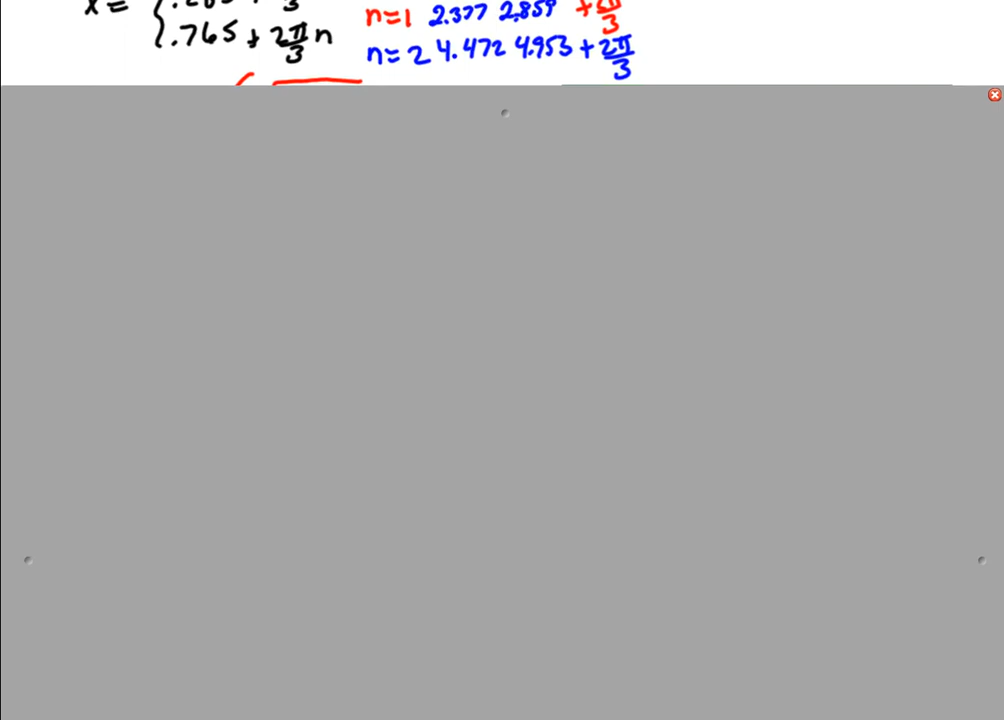 x =
.765 + 2π/3 n
n=1 2.377 2.859 + 2π/3
n=2 4.472 4.953 + 2π/3